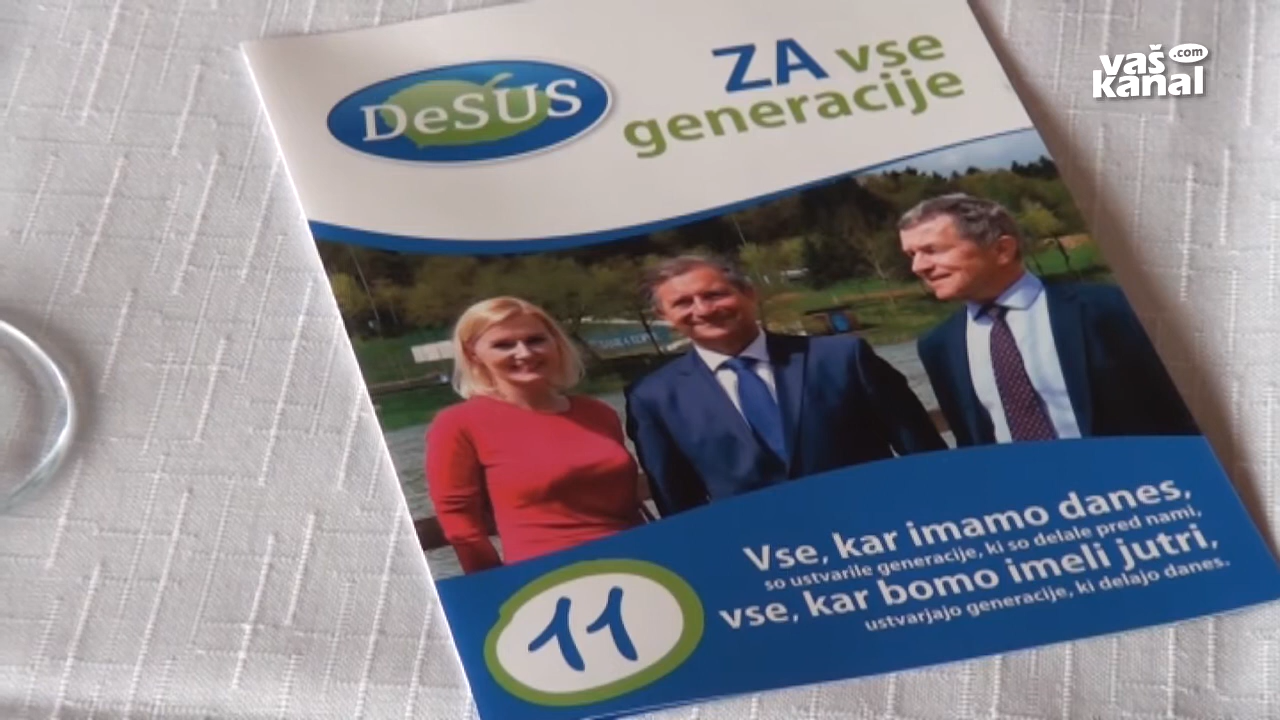 vaš .com
kanal
DeSUS
ZA vse
generacije
Vse, kar imamo danes,
so ustvarile generacije, ki so delale pred nami,
vse, kar bomo imeli jutri,
ustvarjajo generacije, ki delajo danes.
11